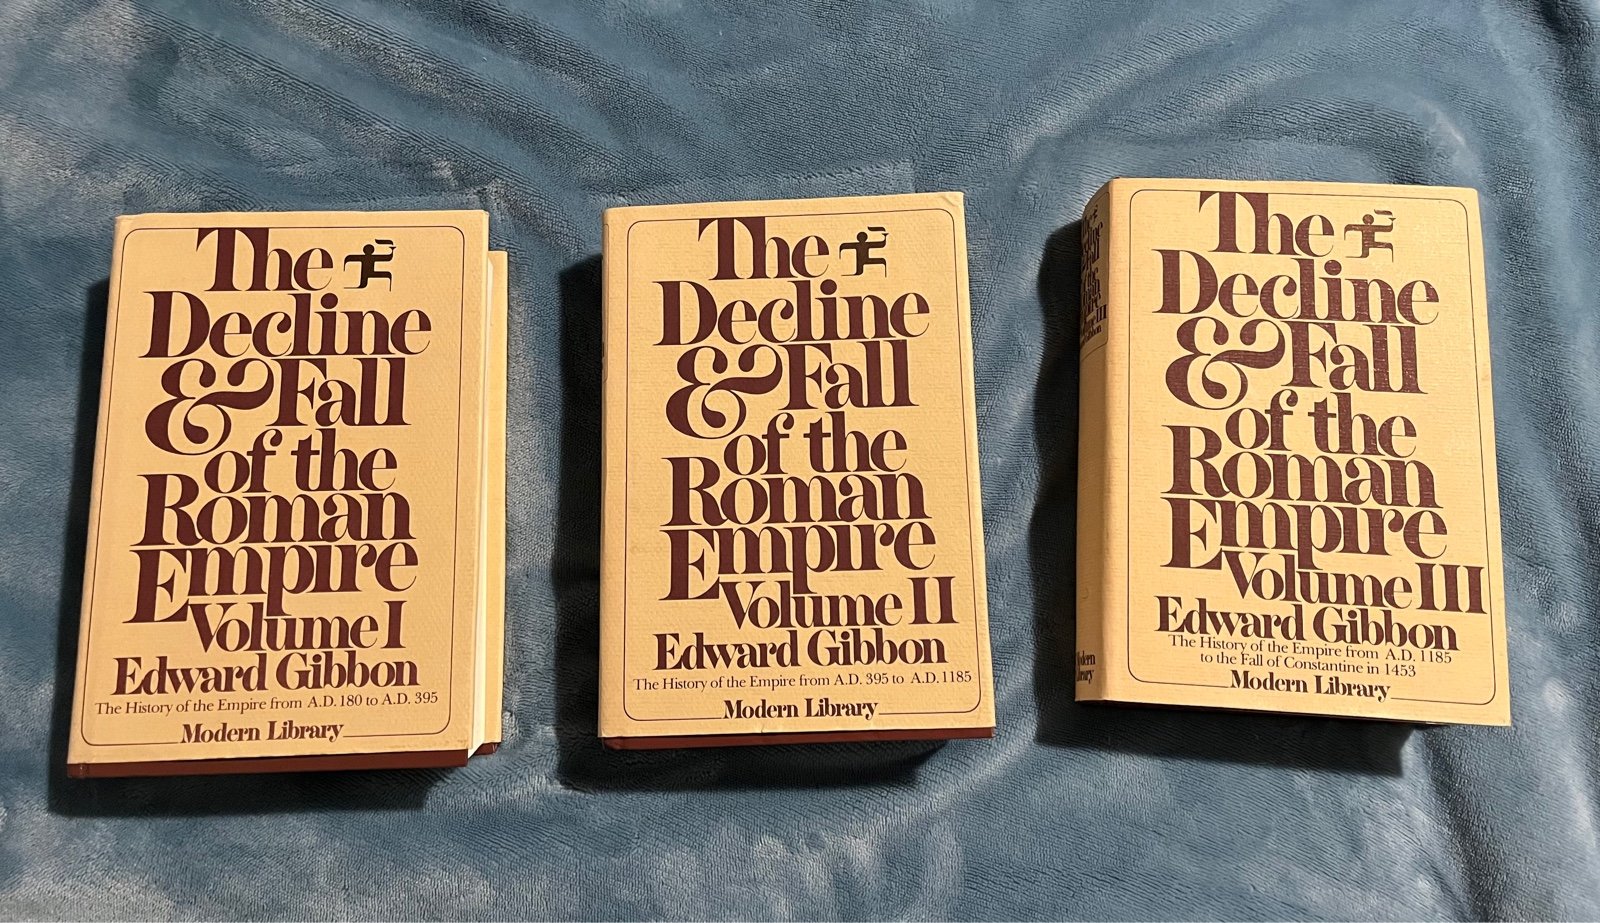 The
Decline
& Fall
of the
Roman
Empire
Volume I
Edward Gibbon
The History of the Empire from A.D. 180 to A.D. 395
Modern Library
The
Decline
& Fall
of the
Roman
Empire
Volume II
Edward Gibbon
The History of the Empire from A.D. 395 to A.D. 1185
Modern Library
The
Decline
& Fall
of the
Roman
Empire
Volume III
Edward Gibbon
The History of the Empire from A.D. 1185
to the Fall of Constantine in 1453
Modern Library
III
Gibbon